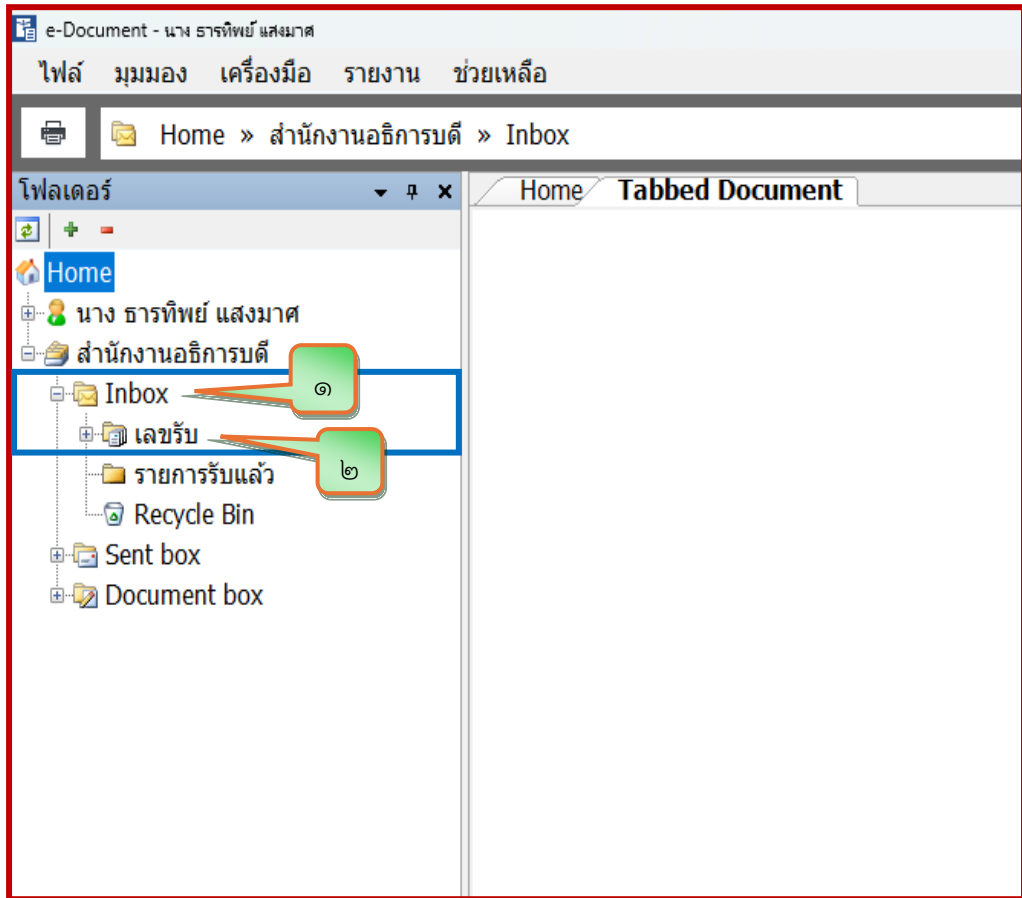 e-Document - นาง ธารทิพย์ แสงมาศ
ไฟล์ มุมมอง เครื่องมือ รายงาน ช่วยเหลือ
Home » สำนักงานอธิการบดี » Inbox
โฟลเดอร์
Home Tabbed Document
Home
นาง ธารทิพย์ แสงมาศ
สำนักงานอธิการบดี
Inbox
๑
เลขรับ
๒
รายการรับแล้ว
Recycle Bin
Sent box
Document box